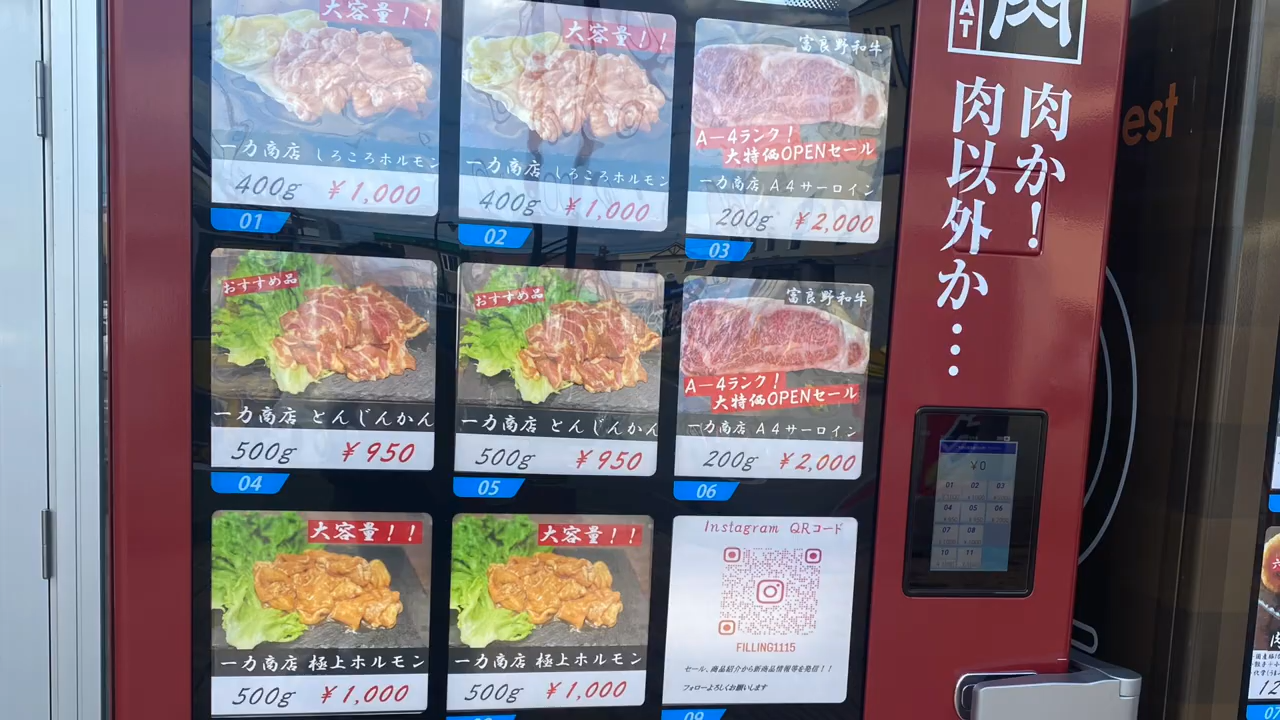 大容量！！
一力商店 しろころホルモン
400g ￥1,000
01
大容量！！
一力商店 しろころホルモン
400g ￥1,000
02
富良野和牛
A－4ランク！
大特価OPENセール
一力商店 A4サーロイン
200g ￥2,000
03
おすすめ品
一力商店 とんじんかん
500g ￥950
04
おすすめ品
一力商店 とんじんかん
500g ￥950
05
富良野和牛
A－4ランク！
大特価OPENセール
一力商店 A4サーロイン
200g ￥2,000
06
大容量！！
一力商店 極上ホルモン
500g ￥1,000
大容量！！
一力商店 極上ホルモン
500g ￥1,000
Instagram QRコード
FILLING1115
セール、商品紹介から新商品情報等を発信！！
フォローよろしくお願いします
09
肉
肉か！
肉以外か…
¥0
01 02 03
04 05 06
07 08
10 11
est